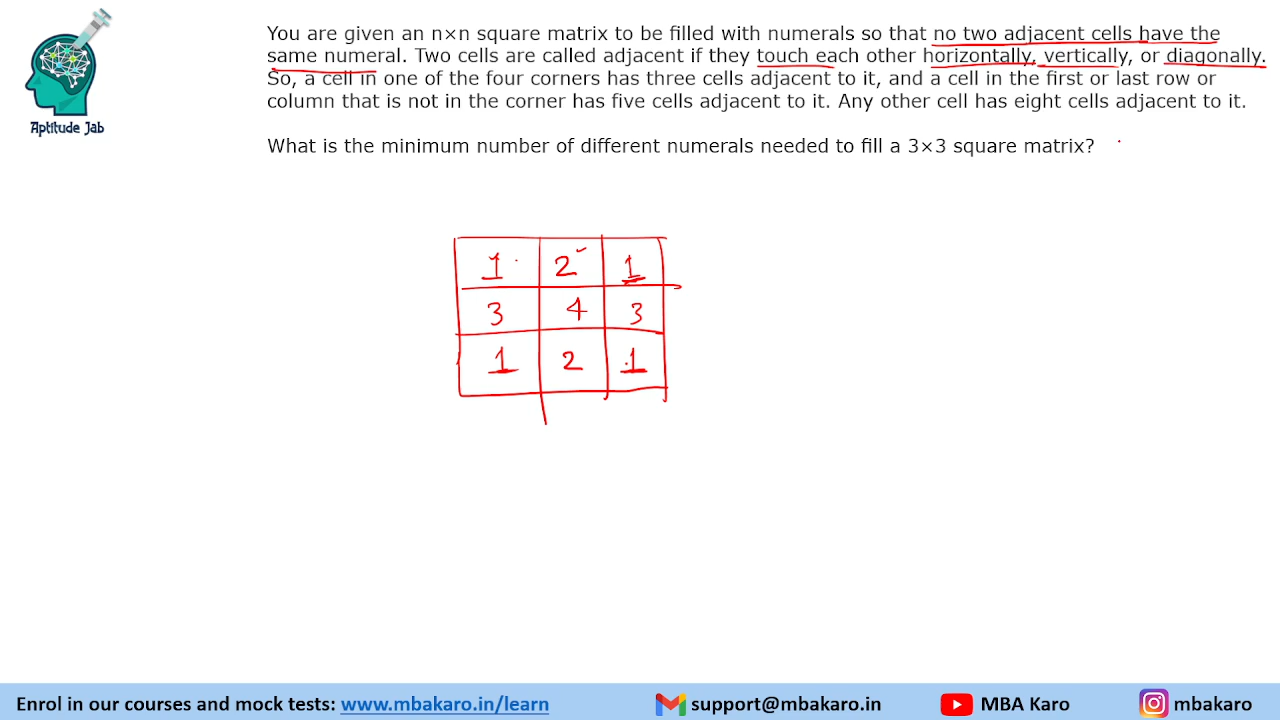 You are given an n×n square matrix to be filled with numerals so that no two adjacent cells have the
same numeral. Two cells are called adjacent if they touch each other horizontally, vertically, or diagonally.
So, a cell in one of the four corners has three cells adjacent to it, and a cell in the first or last row or
column that is not in the corner has five cells adjacent to it. Any other cell has eight cells adjacent to it.
Aptitude Jab
What is the minimum number of different numerals needed to fill a 3×3 square matrix?
1 2 1
3 4 3
1 2 1
Enrol in our courses and mock tests: www.mbakaro.in/learn support@mbakaro.in MBA Karo mbakaro